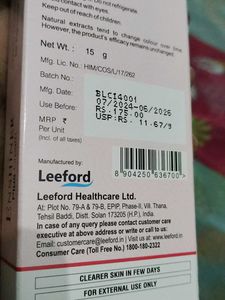 Do not refrigerate
contact with eyes.
Keep out of reach of children.
Natural extracts tend to change colour over time.
However, the product's efficacy remains unchanged.
Net Wt.: 15 g
Mfg. Lic. No.: HIM/COS/L/17/262
Batch No.: BLCI4001
Mfg. Date: 07/2024-06/2026
Use Before: RS.175.00
MRP ₹ USP:RS. 11.67/g
Per Unit
(Incl. of all taxes)
8 904250 636700 >
Manufactured by:
Leeford
Leeford Healthcare Ltd.
At: Plot No. 79-A & 79-B, EPIP, Phase-II, Vill. Thana,
Tehsil Baddi, Distt. Solan 173205 (H.P.), India
In case of any query please contact customer care
executive at above address or write or call to us:
Email: customercare@leeford.in | Visit us at: www.leeford.in
Consumer Care (Toll Free No.) 1800-180-2322
CLEARER SKIN IN FEW DAYS
FOR EXTERNAL USE ONLY